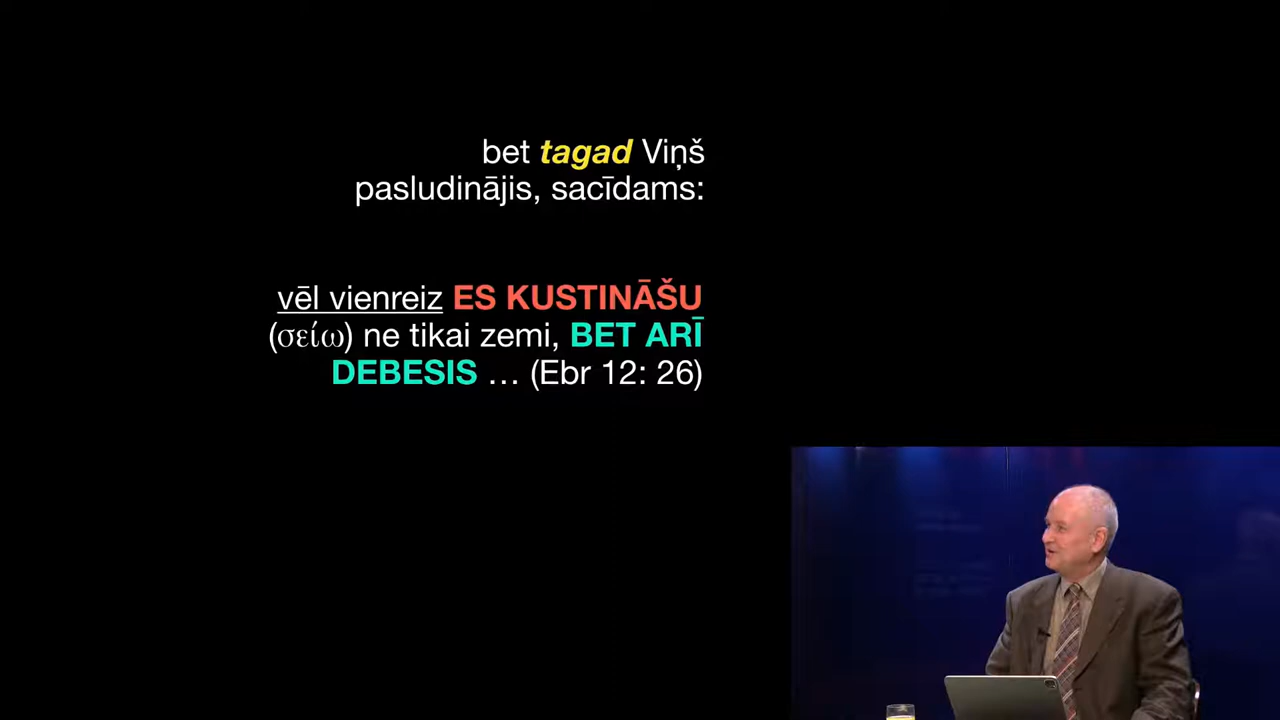 bet tagad Viņš
pasludinājis, sacīdams:
vēl vienreiz ES KUSTINĀŠU
(σείω) ne tikai zemi, BET ARĪ
DEBESIS … (Ebr 12: 26)